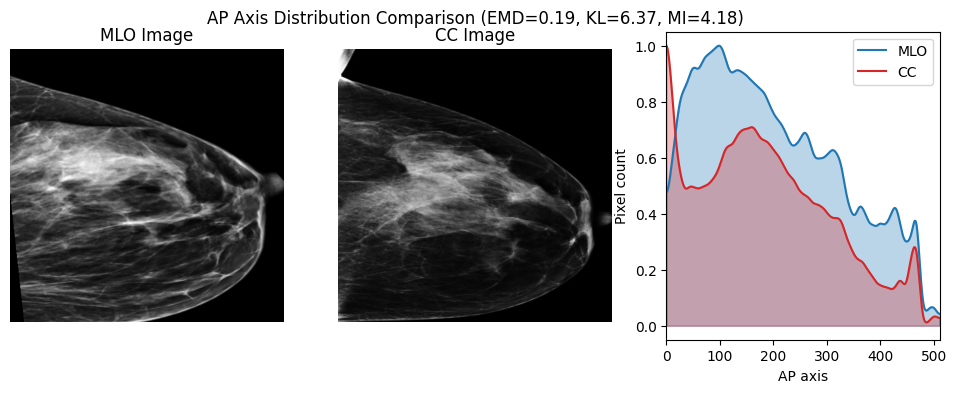 AP Axis Distribution Comparison (EMD=0.19, KL=6.37, MI=4.18)
MLO Image
CC Image
MLO
CC
Pixel count
1.0
0.8
0.6
0.4
0.2
0.0
0
100
200
300
400
500
AP axis